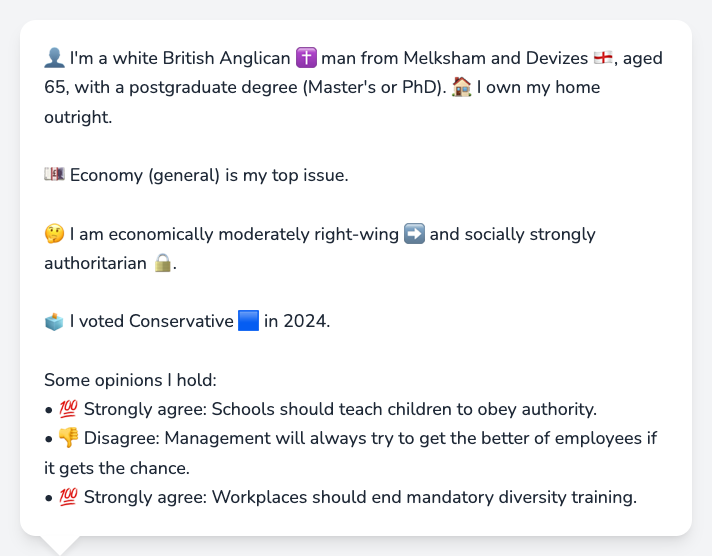 👤 I'm a white British Anglican ✝️ man from Melksham and Devizes 🏴󠁧󠁢󠁥󠁮󠁧󠁿, aged
65, with a postgraduate degree (Master's or PhD). 🏠 I own my home
outright.
💷 Economy (general) is my top issue.
🤔 I am economically moderately right-wing ➡️ and socially strongly
authoritarian 🔒.
🗳️ I voted Conservative 🟦 in 2024.
Some opinions I hold:
• 💯 Strongly agree: Schools should teach children to obey authority.
• 👎 Disagree: Management will always try to get the better of employees if
it gets the chance.
• 💯 Strongly agree: Workplaces should end mandatory diversity training.